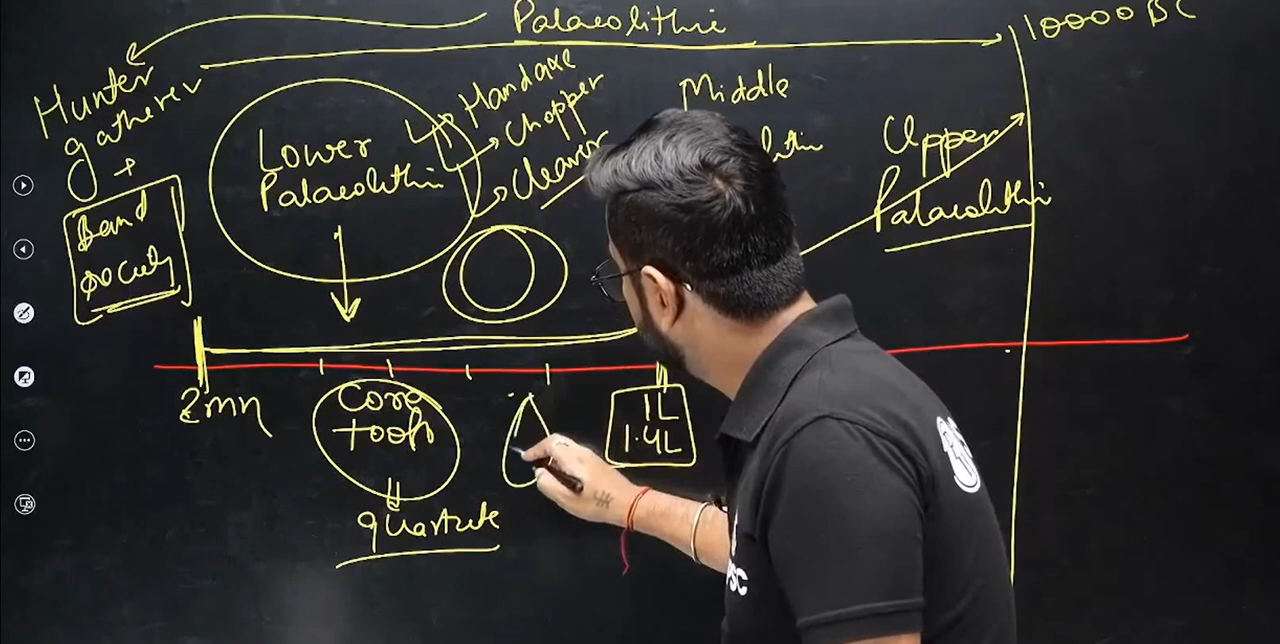 Palaeolithic
10000 BC
Hunter
gatherer
+
Band
society
Lower
Palaeolithic
Handaxe
Chopper
Cleaver
Middle
Upper
Palaeolithic
2mn
Core
tools
quartzite
1L
1.4L